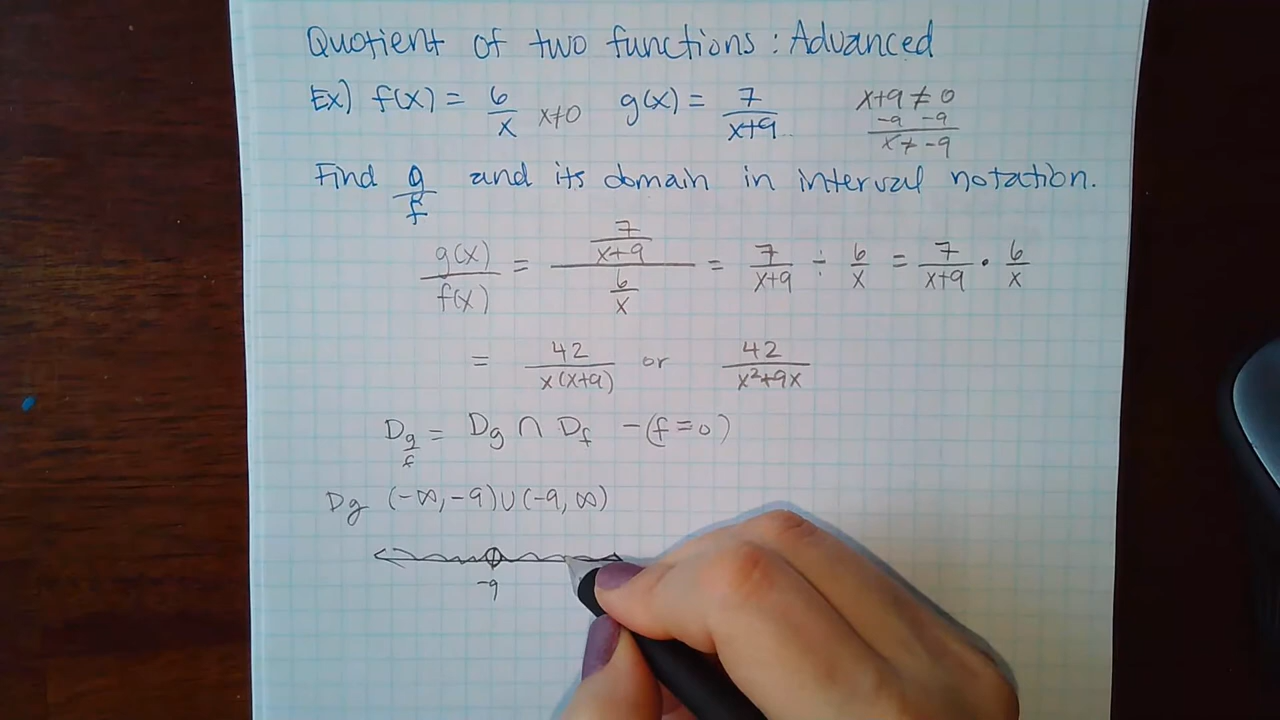 Quotient of two functions : Advanced
Ex) f(x) = 6/x x≠0 g(x) = 7/(x+9) x+9 ≠ 0
-9 -9
x ≠ -9
Find g/f and its domain in interval notation.
g(x)/f(x) = (7/(x+9))/(6/x) = 7/(x+9) ÷ 6/x = 7/(x+9) • 6/x
= 42/(x(x+9)) or 42/(x²+9x)
D_(g/f) = Dg ∩ Df -(f=0)
Dg (-∞,-9)∪(-9,∞)
-9